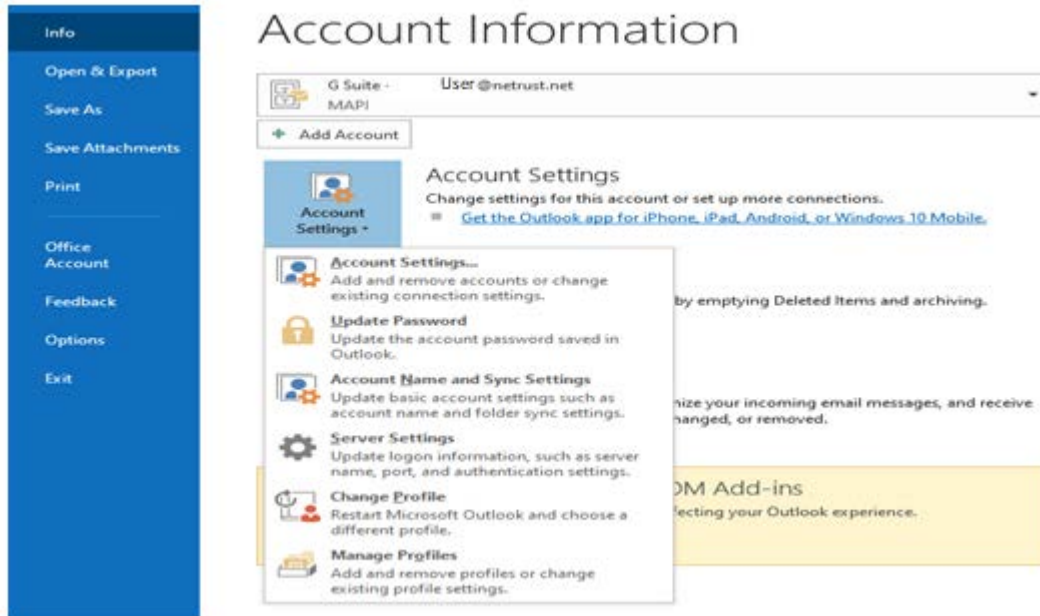 Info
Open & Export
Save As
Save Attachments
Print
Office
Account
Feedback
Options
Exit
Account Information
G Suite - User @netrust.net
MAPI
Add Account
Account
Settings
Account Settings
Change settings for this account or set up more connections.
Get the Outlook app for iPhone, iPad, Android, or Windows 10 Mobile.
Account Settings...
Add and remove accounts or change
existing connection settings.
Update Password
Update the account password saved in
Outlook.
Account Name and Sync Settings
Update basic account settings such as
account name and folder sync settings.
Server Settings
Update logon information, such as server
name, port, and authentication settings.
Change Profile
Restart Microsoft Outlook and choose a
different profile.
Manage Profiles
Add and remove profiles or change
existing profile settings.
by emptying Deleted Items and archiving.
nize your incoming email messages, and receive
hanged, or removed.
OM Add-ins
fecting your Outlook experience.